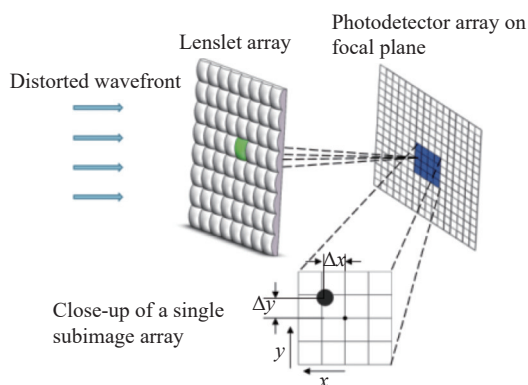 Photodetector array on
focal plane
Lenslet array
Distorted wavefront
Δx
Δy
Close-up of a single
subimage array
y
x